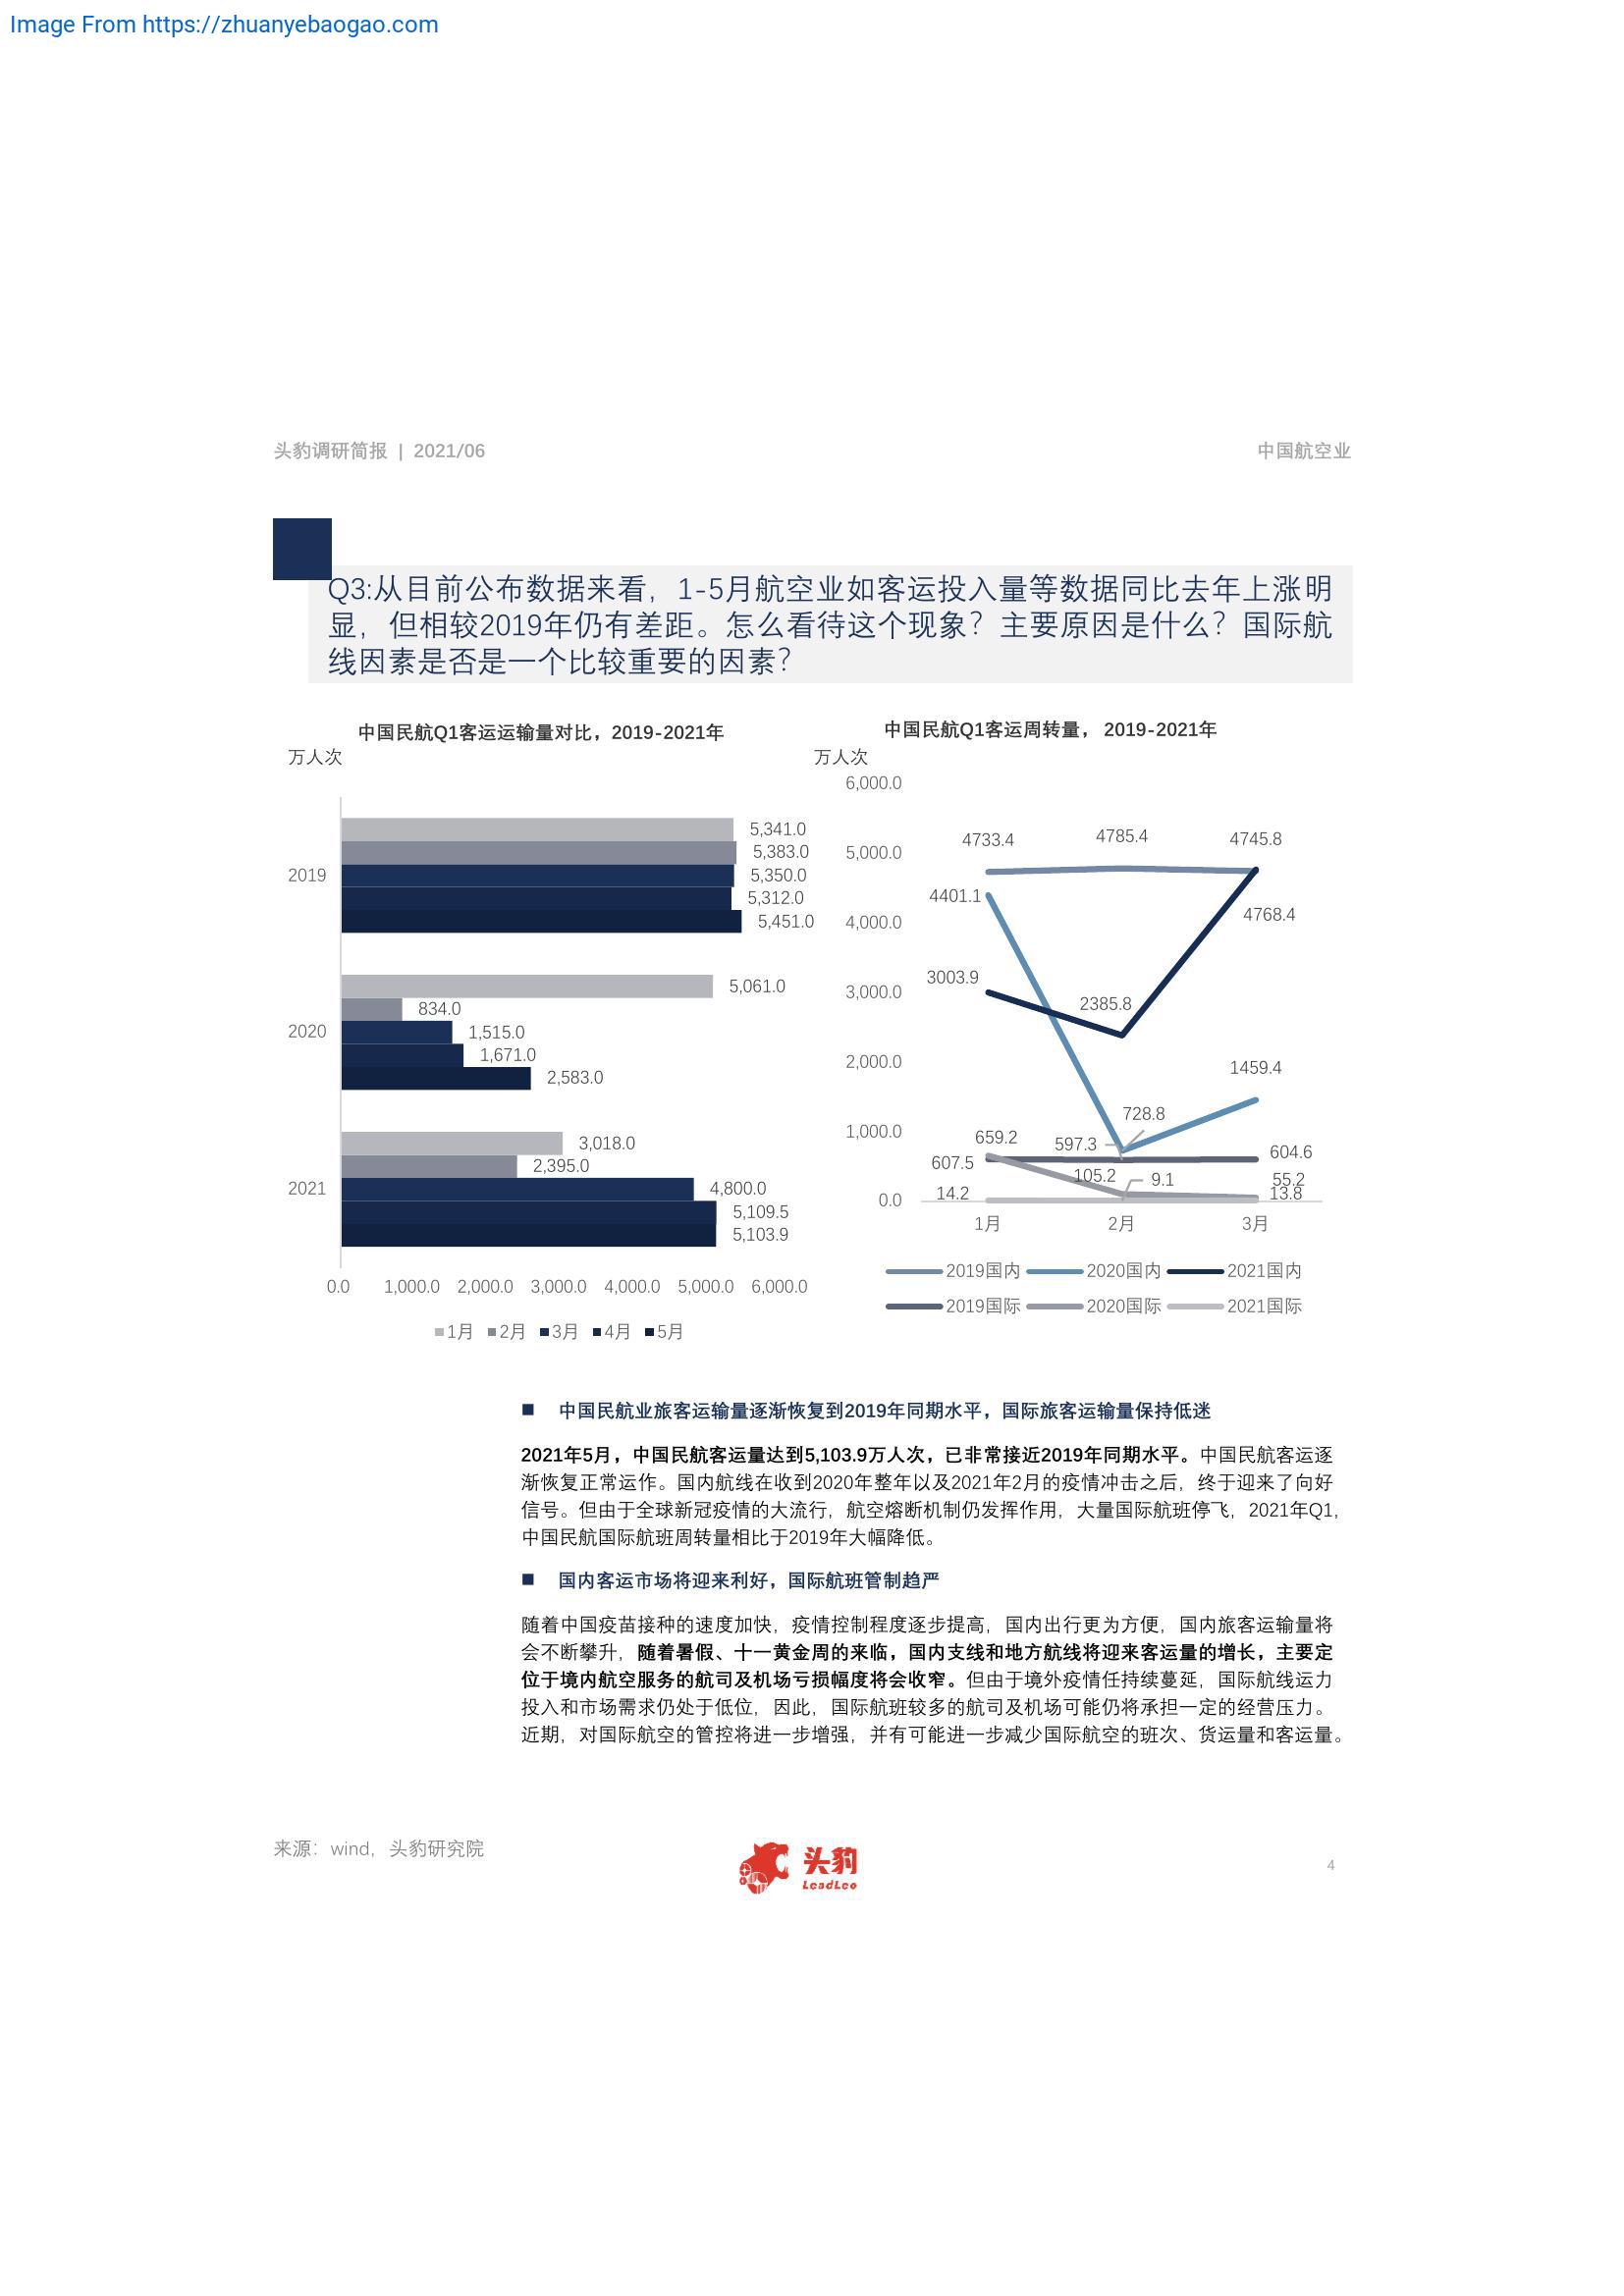 Image From https://zhuanyebaogao.com
头豹调研简报 | 2021/06
中国航空业
Q3:从目前公布数据来看，1-5月航空业如客运投入量等数据同比去年上涨明
显，但相较2019年仍有差距。怎么看待这个现象？主要原因是什么？国际航
线因素是否是一个比较重要的因素？
中国民航Q1客运运输量对比，2019-2021年
万人次
2019
5,341.0
5,383.0
5,350.0
5,312.0
5,451.0
2020
5,061.0
834.0
1,515.0
1,671.0
2,583.0
2021
3,018.0
2,395.0
4,800.0
5,109.5
5,103.9
0.0 1,000.0 2,000.0 3,000.0 4,000.0 5,000.0 6,000.0
1月 2月 3月 4月 5月
中国民航Q1客运周转量， 2019-2021年
万人次
6,000.0
5,000.0
4,000.0
3,000.0
2,000.0
1,000.0
0.0
4733.4 4785.4 4745.8
4401.1
4768.4
3003.9
2385.8
1459.4
728.8
659.2
597.3
604.6
607.5
105.2
9.1
55.2
14.2
13.8
1月 2月 3月
2019国内 2020国内 2021国内
2019国际 2020国际 2021国际
中国民航业旅客运输量逐渐恢复到2019年同期水平，国际旅客运输量保持低迷
2021年5月，中国民航客运量达到5,103.9万人次，已非常接近2019年同期水平。中国民航客运逐
渐恢复正常运作。国内航线在收到2020年整年以及2021年2月的疫情冲击之后，终于迎来了向好
信号。但由于全球新冠疫情的大流行，航空熔断机制仍发挥作用，大量国际航班停飞，2021年Q1,
中国民航国际航班周转量相比于2019年大幅降低。
国内客运市场将迎来利好，国际航班管制趋严
随着中国疫苗接种的速度加快，疫情控制程度逐步提高，国内出行更为方便，国内旅客运输量将
会不断攀升，随着暑假、十一黄金周的来临，国内支线和地方航线将迎来客运量的增长，主要定
位于境内航空服务的航司及机场亏损幅度将会收窄。但由于境外疫情任持续蔓延，国际航线运力
投入和市场需求仍处于低位，因此，国际航班较多的航司及机场可能仍将承担一定的经营压力。
近期，对国际航空的管控将进一步增强，并有可能进一步减少国际航空的班次、货运量和客运量。
来源：wind，头豹研究院
头豹
LeadLeo
4